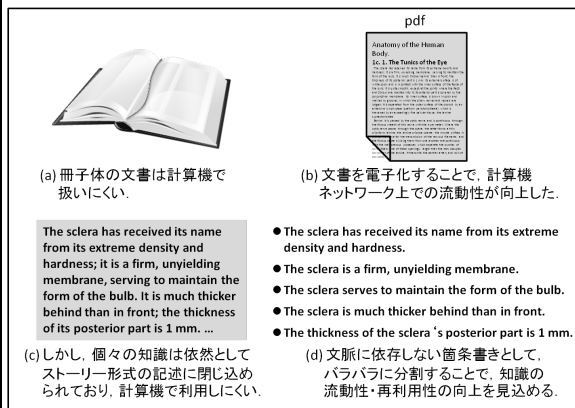 pdf
Anatomy of the Human
Body.
1c. 1. The Tunics of the Eye
(a) 冊子体の文書は計算機で
扱いにくい.
(b) 文書を電子化することで, 計算機
ネットワーク上での流動性が向上した.
The sclera has received its name
from its extreme density and
hardness; it is a firm, unyielding
membrane, serving to maintain the
form of the bulb. It is much thicker
behind than in front; the thickness
of its posterior part is 1 mm. ...
● The sclera has received its name from its extreme
density and hardness.
● The sclera is a firm, unyielding membrane.
● The sclera serves to maintain the form of the bulb.
● The sclera is much thicker behind than in front.
● The thickness of the sclera ‘s posterior part is 1 mm.
(c) しかし, 個々の知識は依然として
ストーリー形式の記述に閉じ込め
られており, 計算機で利用しにくい.
(d) 文脈に依存しない箇条書きとして,
バラバラに分割することで, 知識の
流動性・再利用性の向上を見込める.